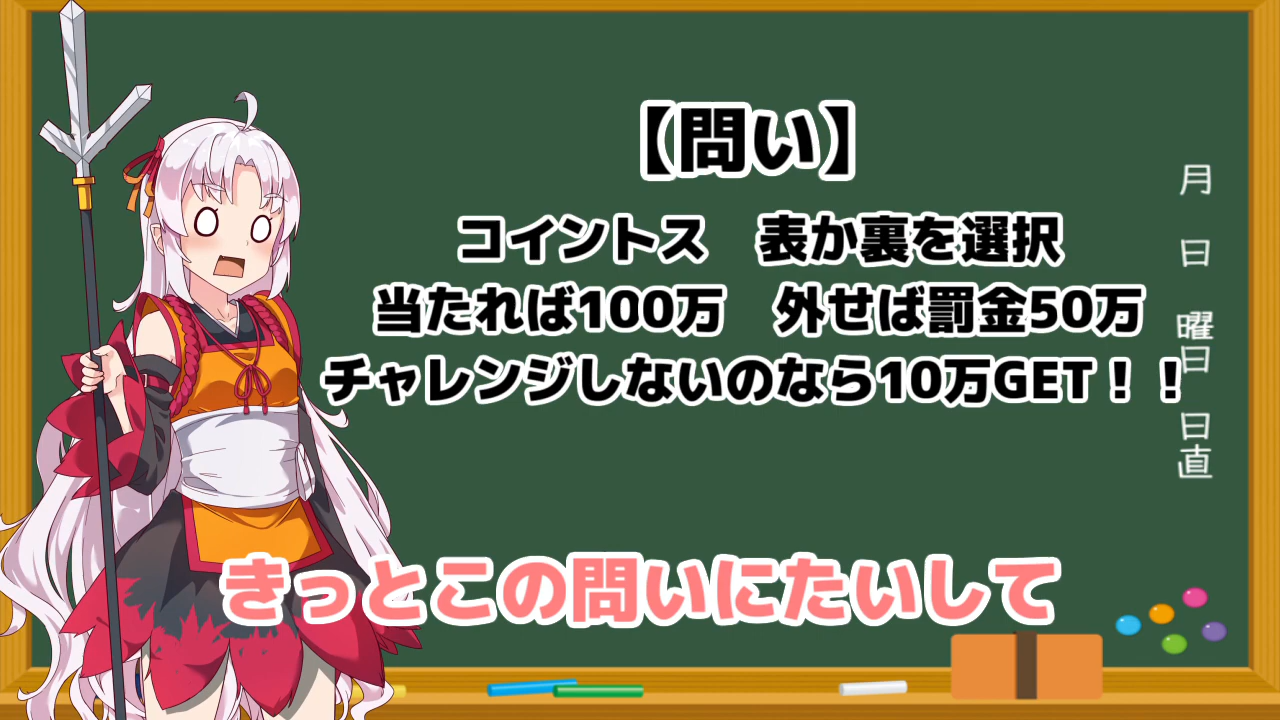 【問い】
コイントス　表か裏を選択
当たれば100万　外せば罰金50万
チャレンジしないのなら10万GET！！
月
日
曜日
日直
きっとこの問いにたいして